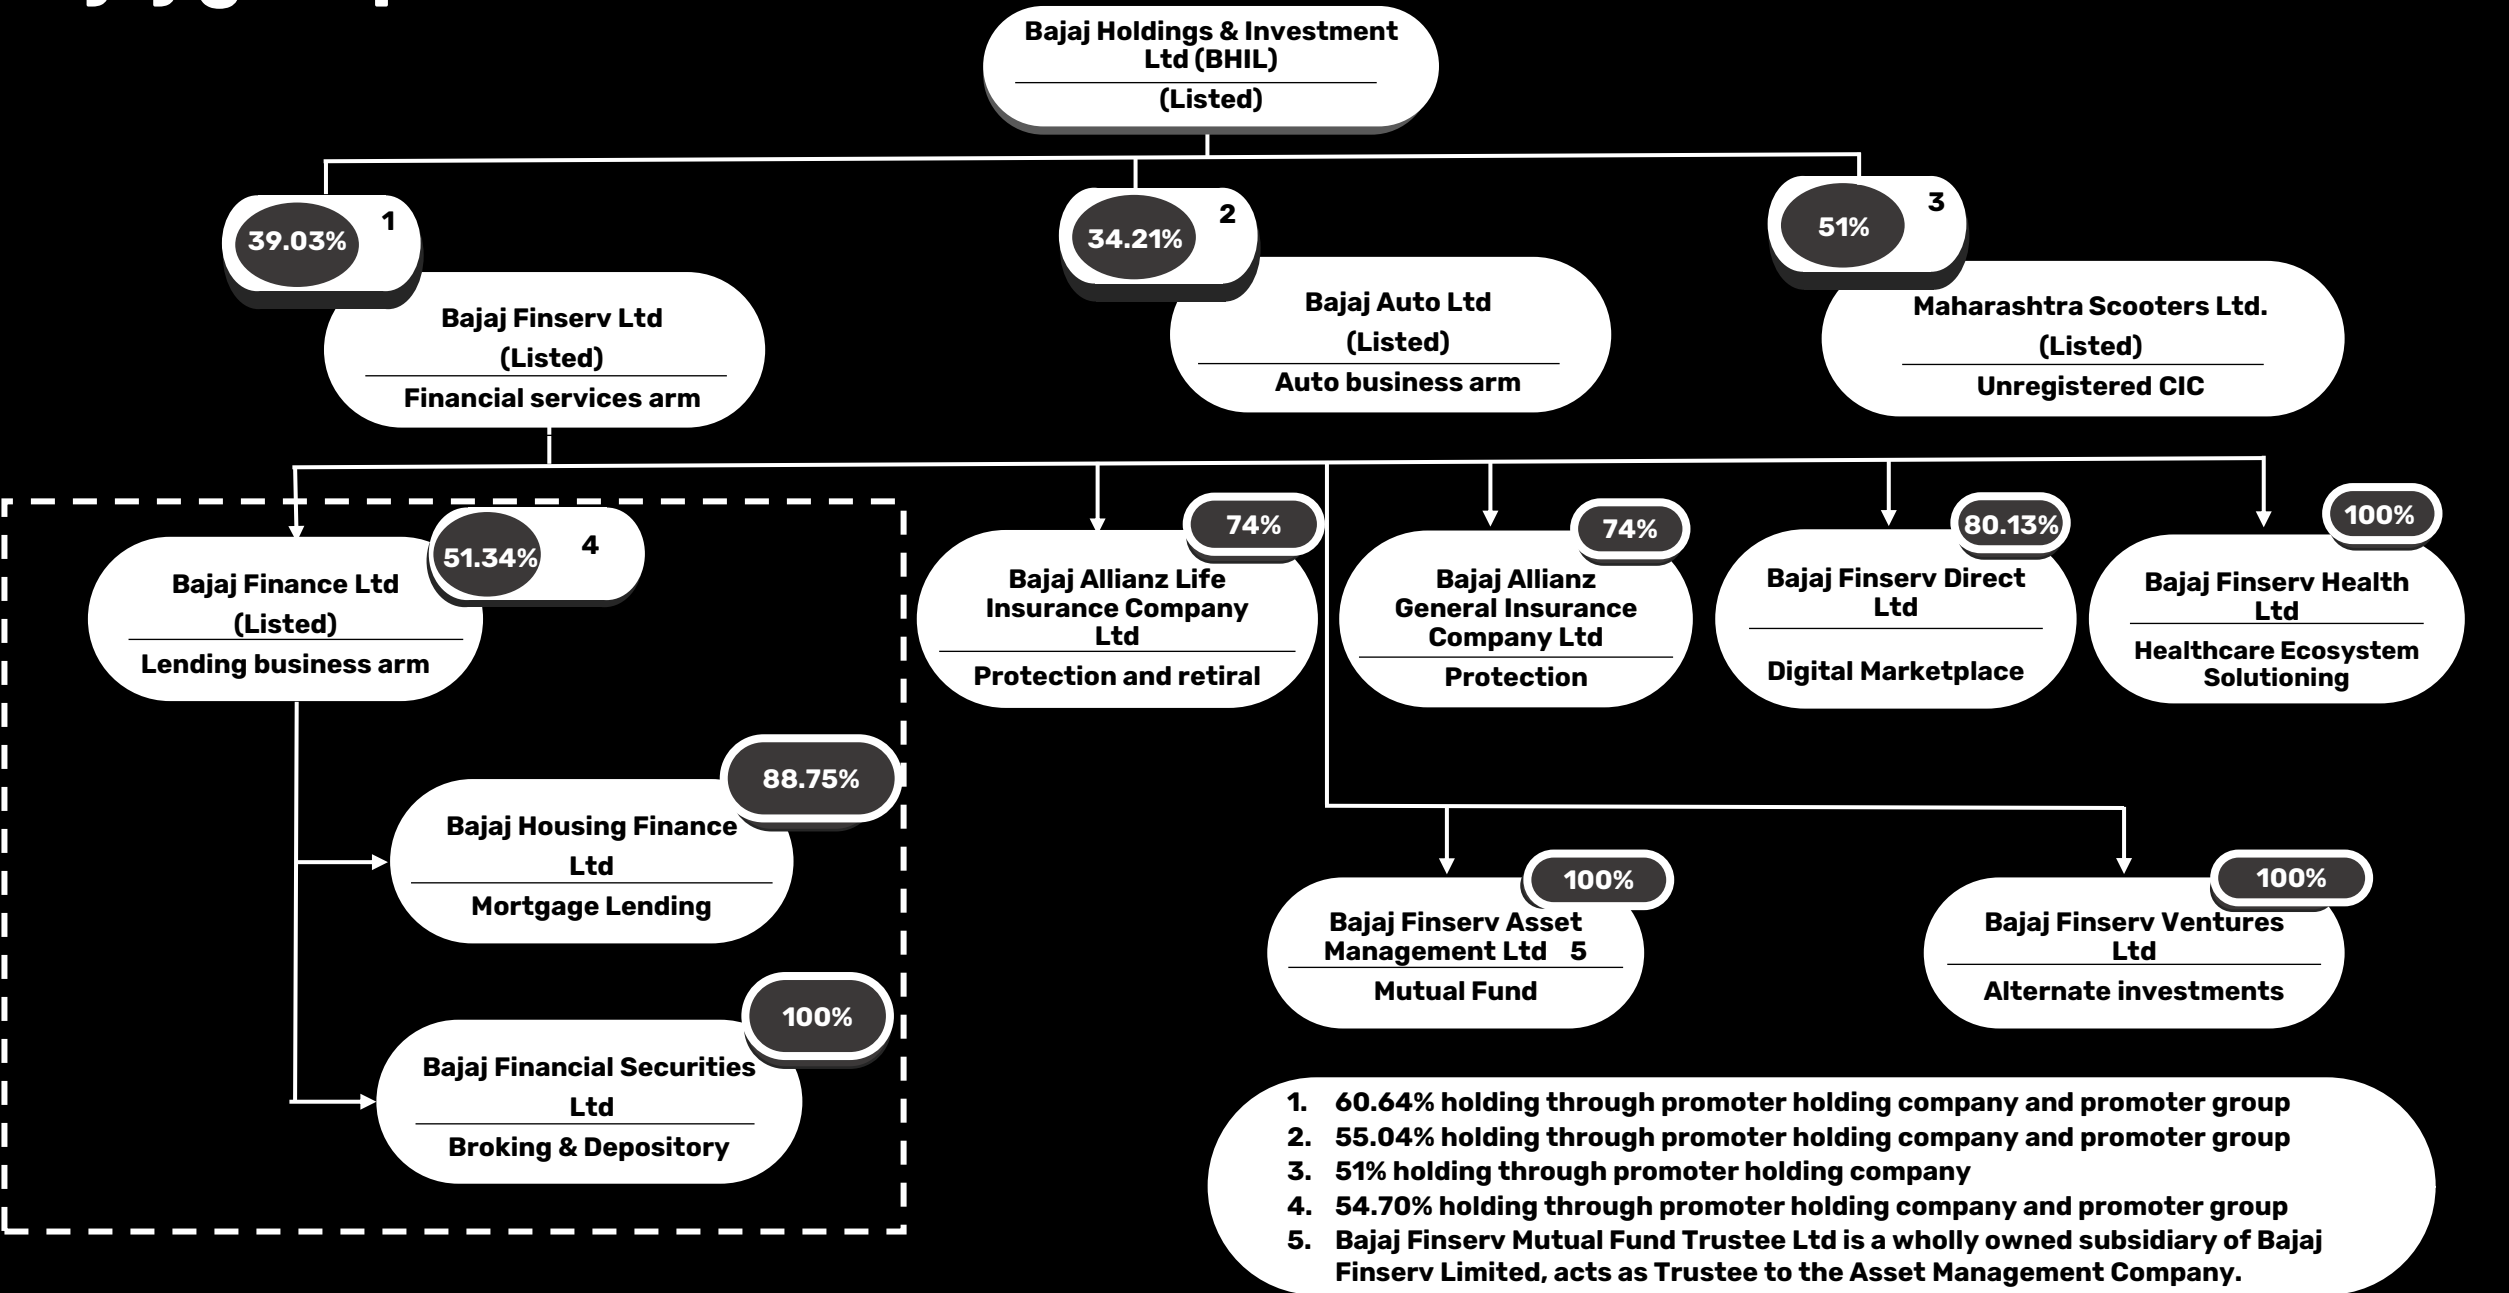 Bajaj Holdings & Investment
Ltd (BHIL)
(Listed)
39.03%
1
Bajaj Finserv Ltd
(Listed)
Financial services arm
34.21%
2
Bajaj Auto Ltd
(Listed)
Auto business arm
51%
3
Maharashtra Scooters Ltd.
(Listed)
Unregistered CIC
51.34%
4
Bajaj Finance Ltd
(Listed)
Lending business arm
74%
Bajaj Allianz Life
Insurance Company
Ltd
Protection and retiral
74%
Bajaj Allianz
General Insurance
Company Ltd
Protection
80.13%
Bajaj Finserv Direct
Ltd
Digital Marketplace
100%
Bajaj Finserv Health
Ltd
Healthcare Ecosystem
Solutioning
88.75%
Bajaj Housing Finance
Ltd
Mortgage Lending
100%
Bajaj Financial Securities
Ltd
Broking & Depository
100%
Bajaj Finserv Asset
Management Ltd 5
Mutual Fund
100%
Bajaj Finserv Ventures
Ltd
Alternate investments
1. 60.64% holding through promoter holding company and promoter group
2. 55.04% holding through promoter holding company and promoter group
3. 51% holding through promoter holding company
4. 54.70% holding through promoter holding company and promoter group
5. Bajaj Finserv Mutual Fund Trustee Ltd is a wholly owned subsidiary of Bajaj
Finserv Limited, acts as Trustee to the Asset Management Company.